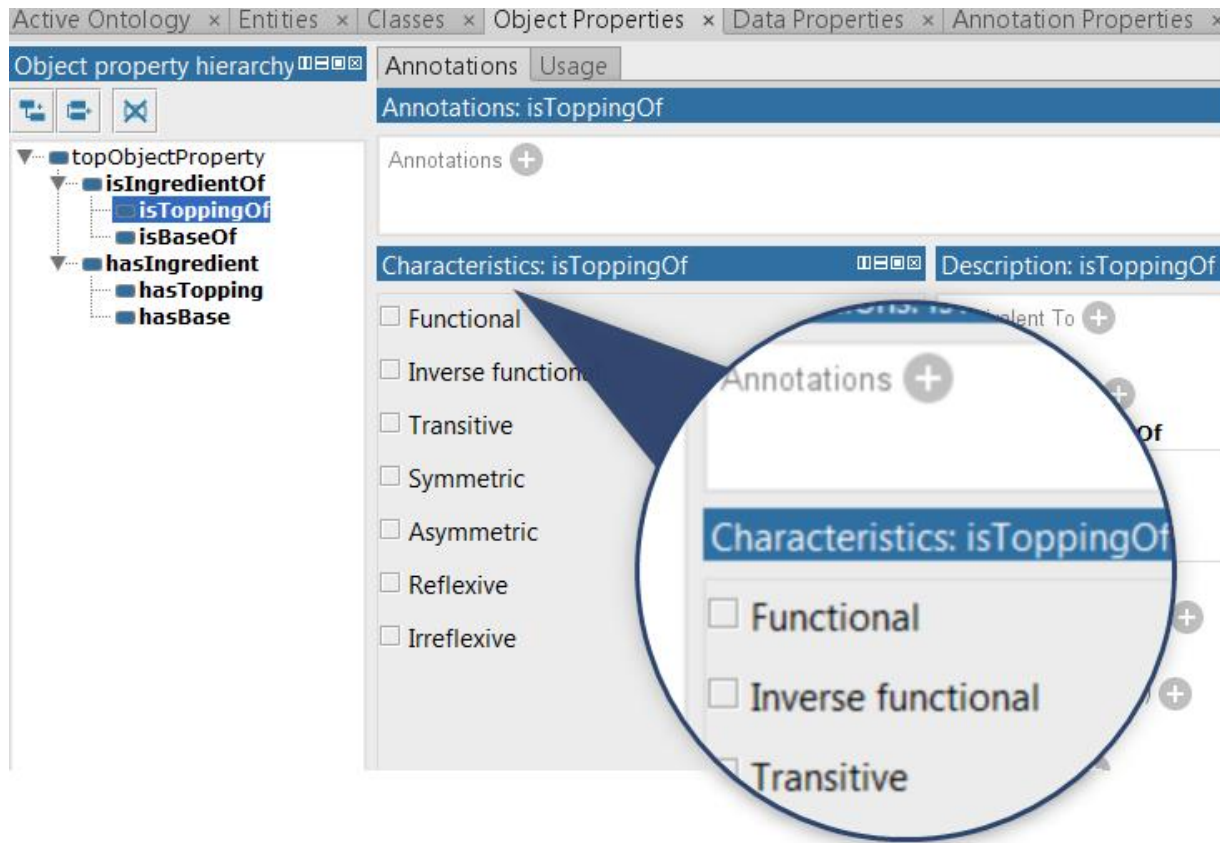 Active Ontology × Entities × Classes × Object Properties × Data Properties × Annotation Properties ×
Object property hierarchy
Annotations Usage
Annotations: isToppingOf
Annotations
topObjectProperty
isIngredientOf
isToppingOf
isBaseOf
hasIngredient
hasTopping
hasBase
Characteristics: isToppingOf
Functional
Inverse functional
Transitive
Symmetric
Asymmetric
Reflexive
Irreflexive
Description: isToppingOf
To
Of
Annotations
Characteristics: isToppingOf
Functional
Inverse functional
Transitive